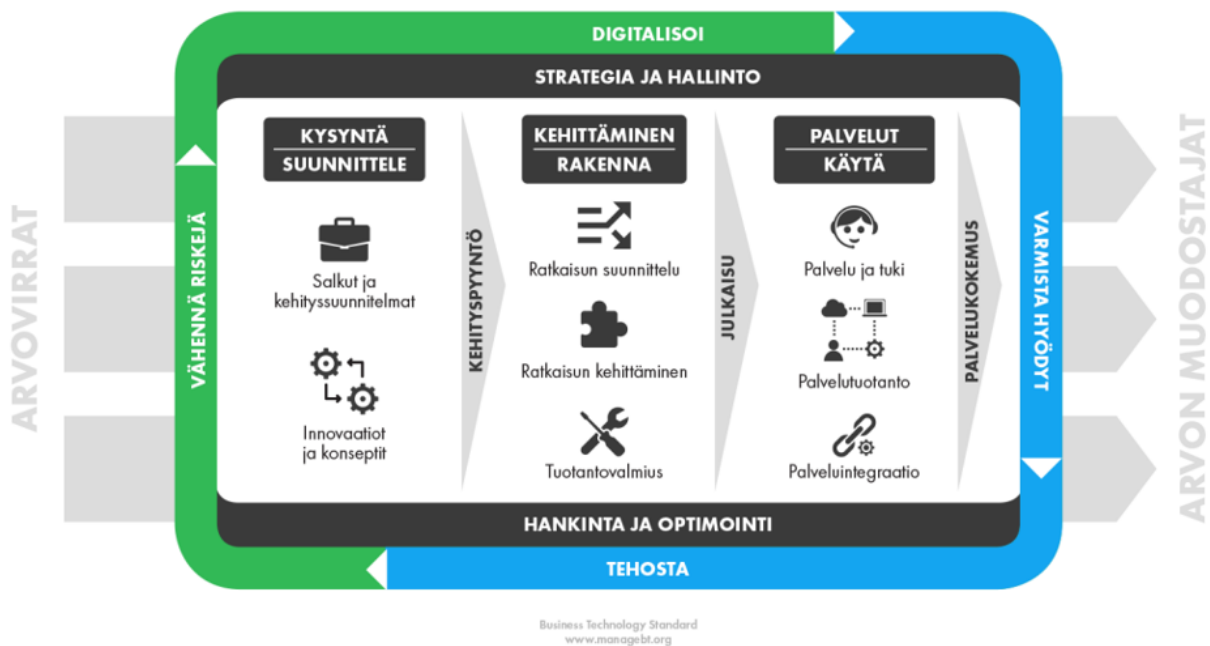 DIGITALISOI
STRATEGIA JA HALLINTO
ARVOVIRRAT
VÄHENNÄ RISKEJÄ
KYSYNTÄ
SUUNNITTELE
Salkut ja
kehityssuunnitelmat
Innovaatiot
ja konseptit
KEHITYSPYYNTÖ
KEHITTÄMINEN
RAKENNA
Ratkaisun suunnittelu
Ratkaisun kehittäminen
Tuotantovalmius
JULKAISU
PALVELUT
KÄYTÄ
Palvelu ja tuki
Palvelutuotanto
Palveluintegraatio
PALVELUKOKEMUS
VARMISTA HYÖDYT
ARVON MUODOSTAJAT
HANKINTA JA OPTIMOINTI
TEHOSTA
Business Technology Standard
www.managebt.org